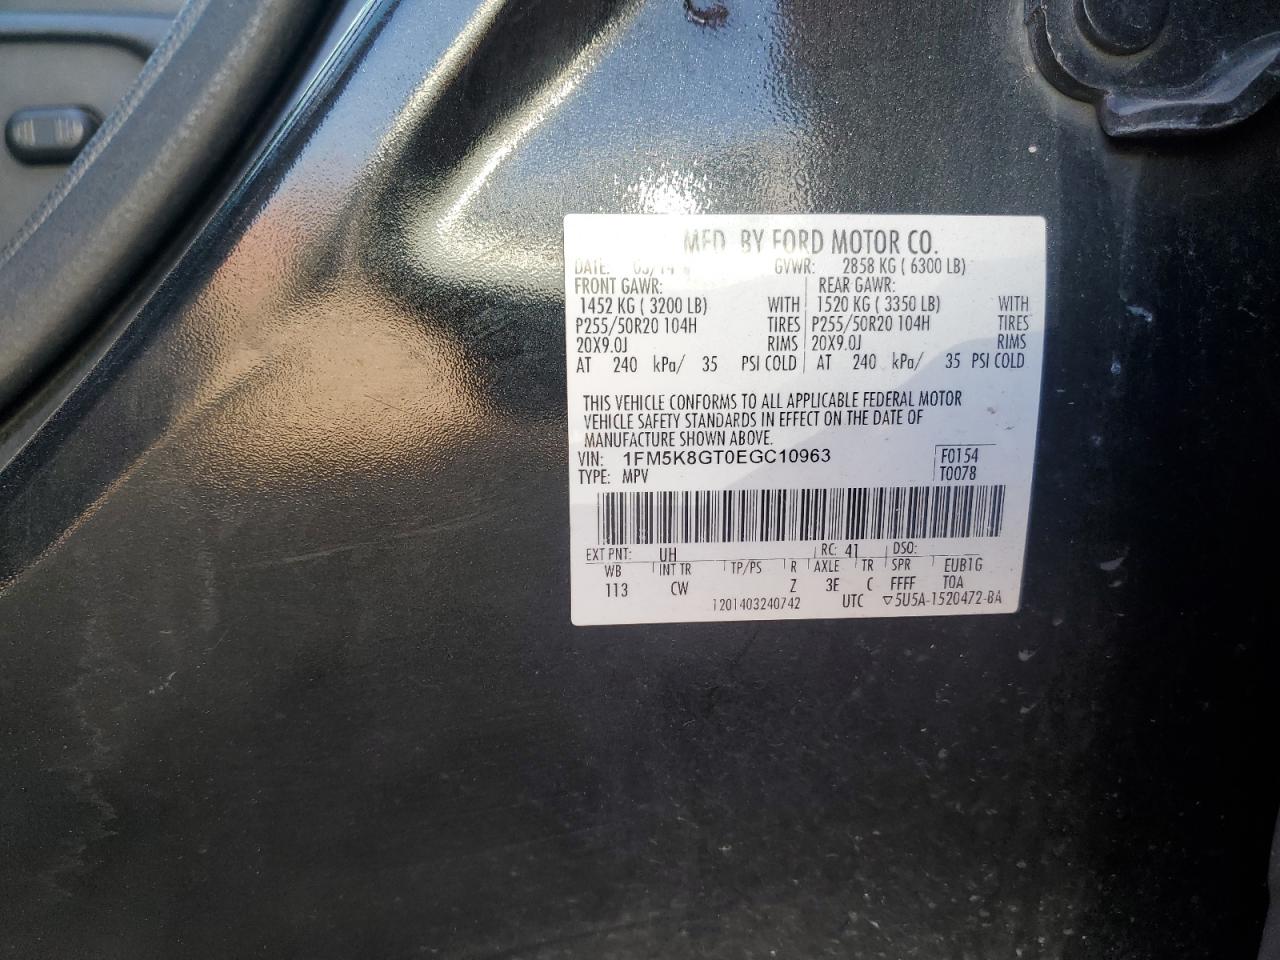 MFD. BY FORD MOTOR CO.
DATE: 03/14 GVWR: 2858 KG ( 6300 LB)
FRONT GAWR: REAR GAWR:
1452 KG ( 3200 LB) WITH 1520 KG ( 3350 LB) WITH
P255/50R20 104H TIRES P255/50R20 104H TIRES
20X9.0J RIMS 20X9.0J RIMS
AT 240 kPa/ 35 PSI COLD AT 240 kPa/ 35 PSI COLD
THIS VEHICLE CONFORMS TO ALL APPLICABLE FEDERAL MOTOR
VEHICLE SAFETY STANDARDS IN EFFECT ON THE DATE OF
MANUFACTURE SHOWN ABOVE.
VIN: 1FM5K8GT0EGC10963 F0154
TYPE: MPV T0078
EXT PNT: UH RC: 41 DSO:
WB INT TR TP/PS R AXLE TR SPR EUB1G
113 CW Z 3E C FFFF TOA
1201403240742 UTC ▽5U5A-1520472-BA